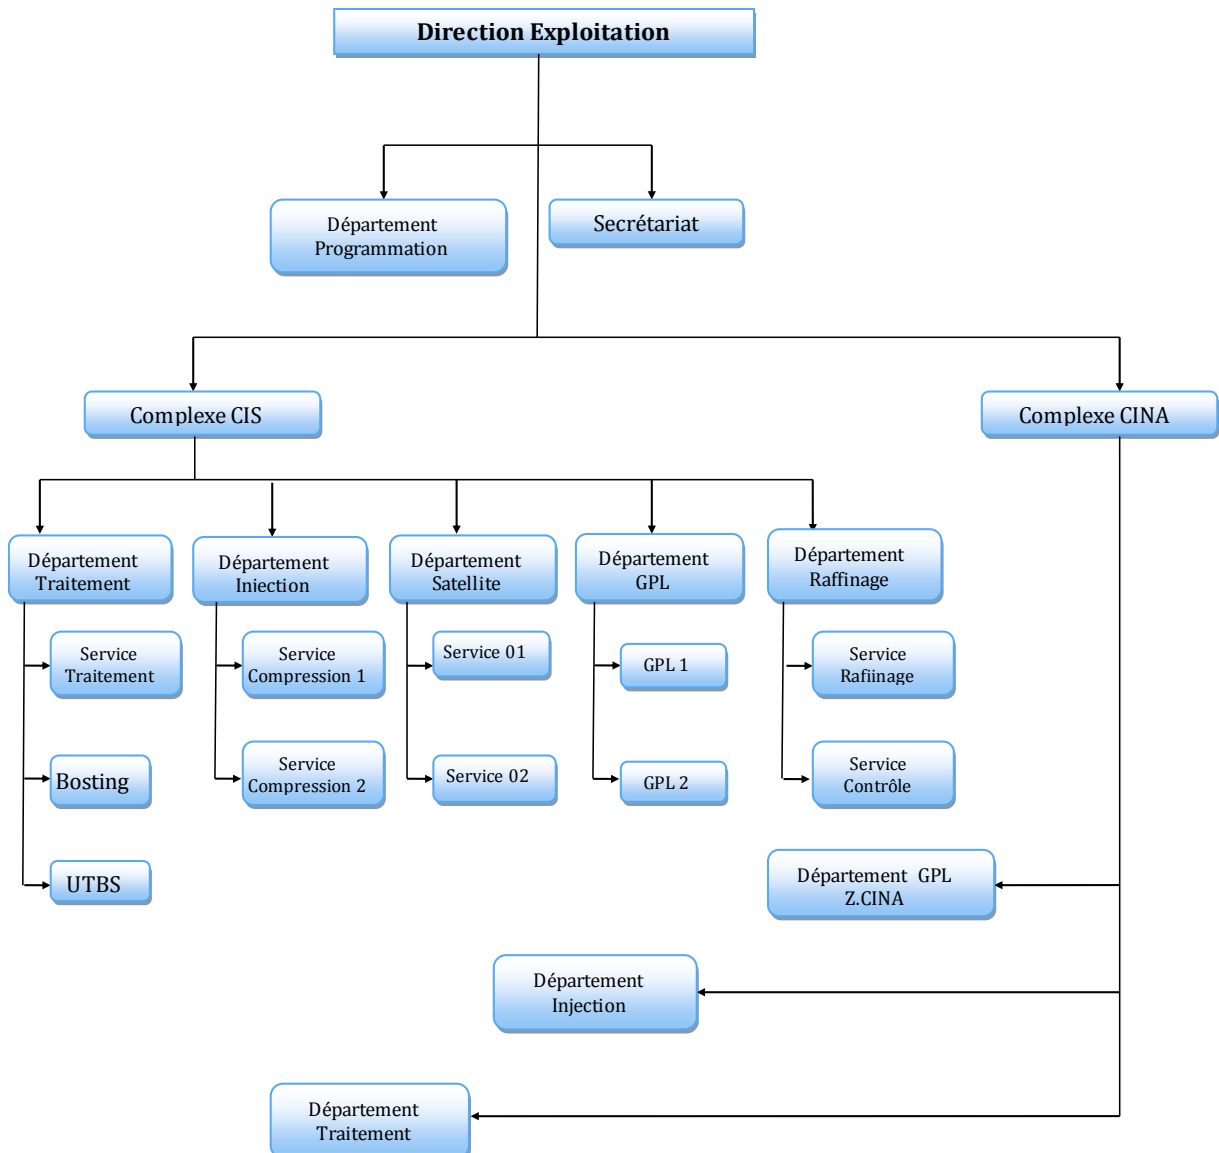 Direction Exploitation
Département
Programmation
Secrétariat
Complexe CIS
Complexe CINA
Département
Traitement
Département
Iniection
Département
Satellite
Département
GPL
Département
Raffinage
Service
Traitement
Service
Compression 1
Service 01
GPL 1
Service
Rafiinage
Bosting
Service
Compression 2
Service 02
GPL 2
Service
Contrôle
UTBS
Département GPL
Z.CINA
Département
Injection
Département
Traitement